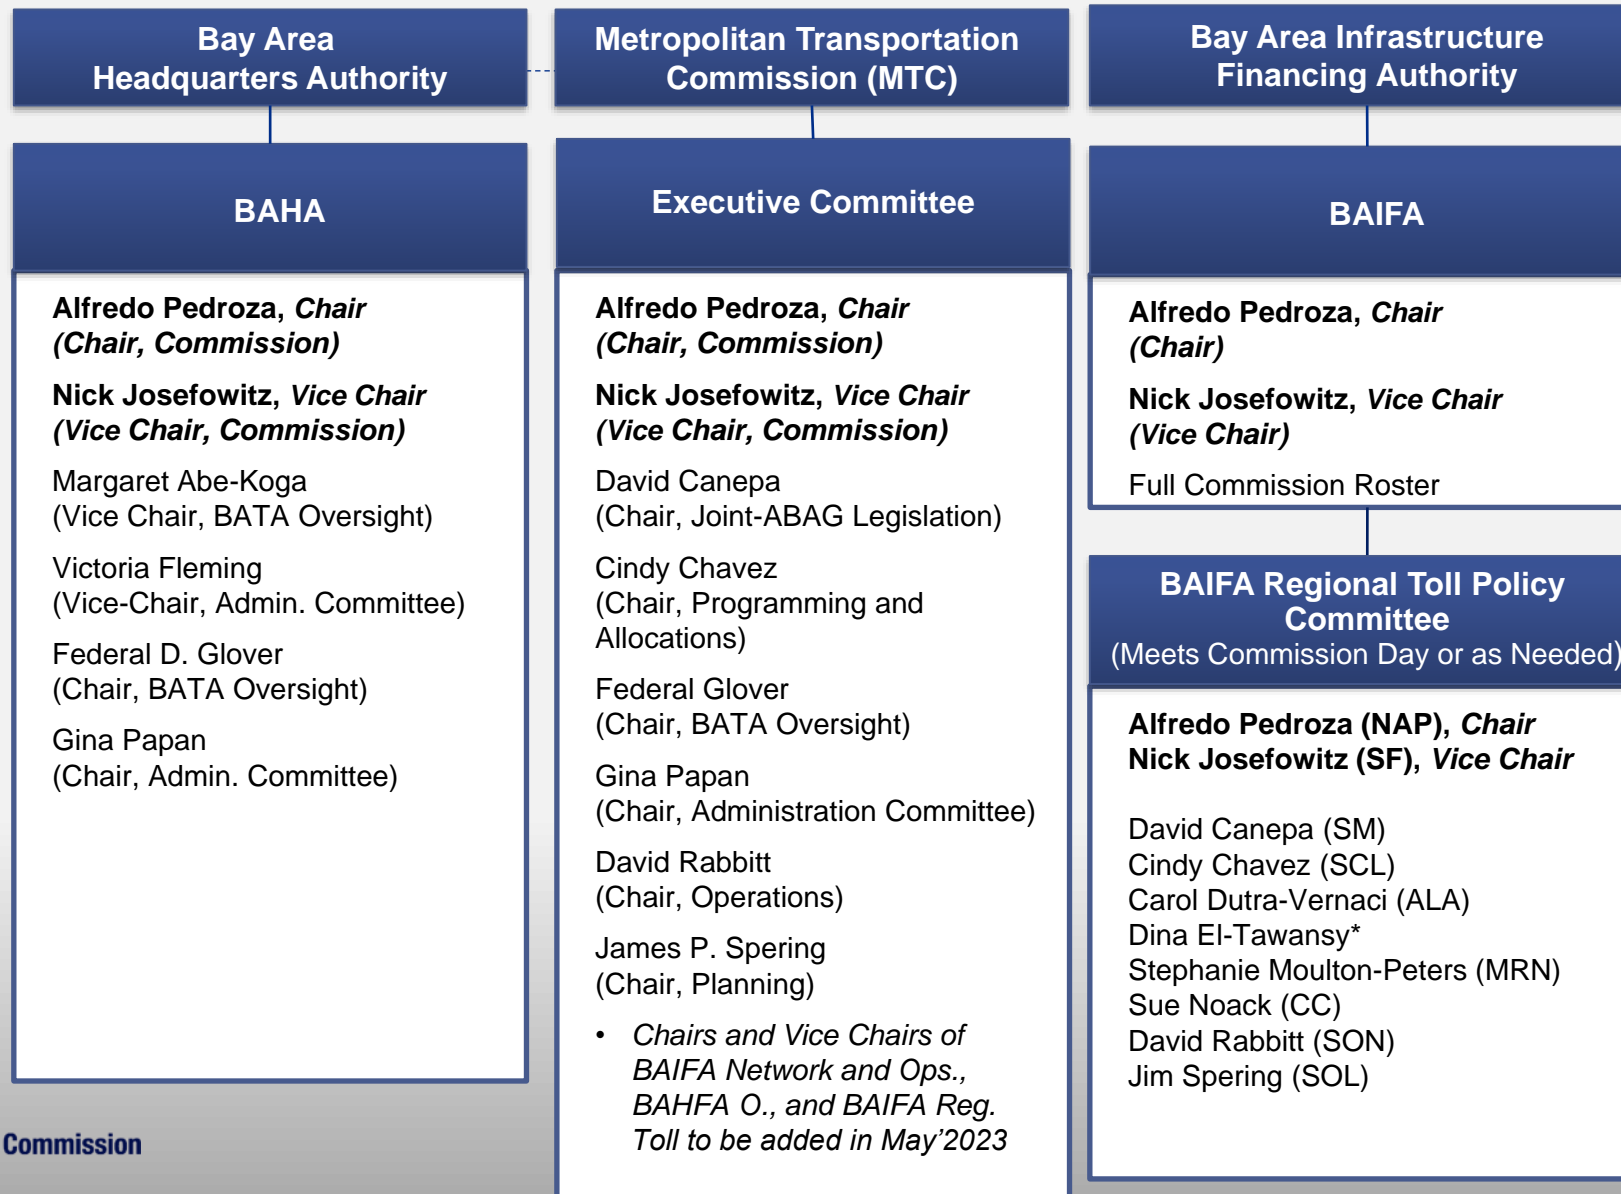 Bay Area
Headquarters Authority
BAHA
Alfredo Pedroza, Chair
(Chair, Commission)
Nick Josefowitz, Vice Chair
(Vice Chair, Commission)
Margaret Abe-Koga
(Vice Chair, BATA Oversight)
Victoria Fleming
(Vice-Chair, Admin. Committee)
Federal D. Glover
(Chair, BATA Oversight)
Gina Papan
(Chair, Admin. Committee)
Metropolitan Transportation
Commission (MTC)
Executive Committee
Alfredo Pedroza, Chair
(Chair, Commission)
Nick Josefowitz, Vice Chair
(Vice Chair, Commission)
David Canepa
(Chair, Joint-ABAG Legislation)
Cindy Chavez
(Chair, Programming and
Allocations)
Federal Glover
(Chair, BATA Oversight)
Gina Papan
(Chair, Administration Committee)
David Rabbitt
(Chair, Operations)
James P. Spering
(Chair, Planning)
• Chairs and Vice Chairs of
BAIFA Network and Ops.,
BAHFA O., and BAIFA Reg.
Toll to be added in May'2023
Bay Area Infrastructure
Financing Authority
BAIFA
Alfredo Pedroza, Chair
(Chair)
Nick Josefowitz, Vice Chair
(Vice Chair)
Full Commission Roster
BAIFA Regional Toll Policy
Committee
(Meets Commission Day or as Needed)
Alfredo Pedroza (NAP), Chair
Nick Josefowitz (SF), Vice Chair
David Canepa (SM)
Cindy Chavez (SCL)
Carol Dutra-Vernaci (ALA)
Dina El-Tawansy*
Stephanie Moulton-Peters (MRN)
Sue Noack (CC)
David Rabbitt (SON)
Jim Spering (SOL)
Commission